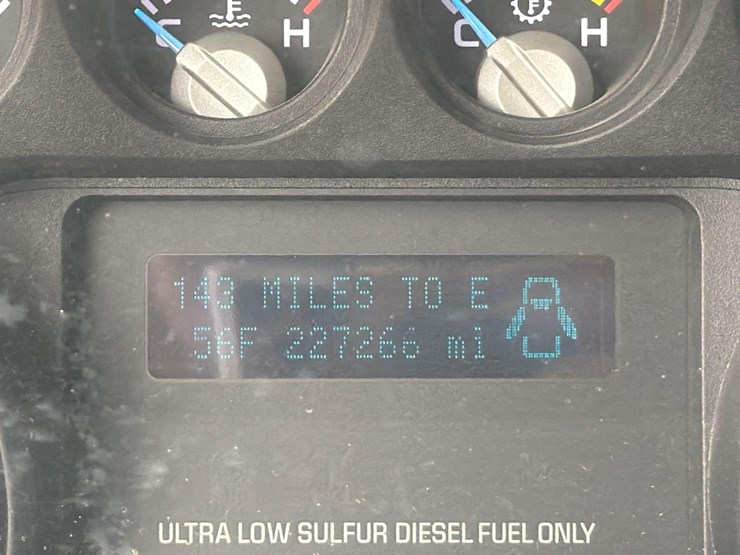 C H
C H
143 MILES TO E
56F 227266 mi
ULTRA LOW SULFUR DIESEL FUEL ONLY